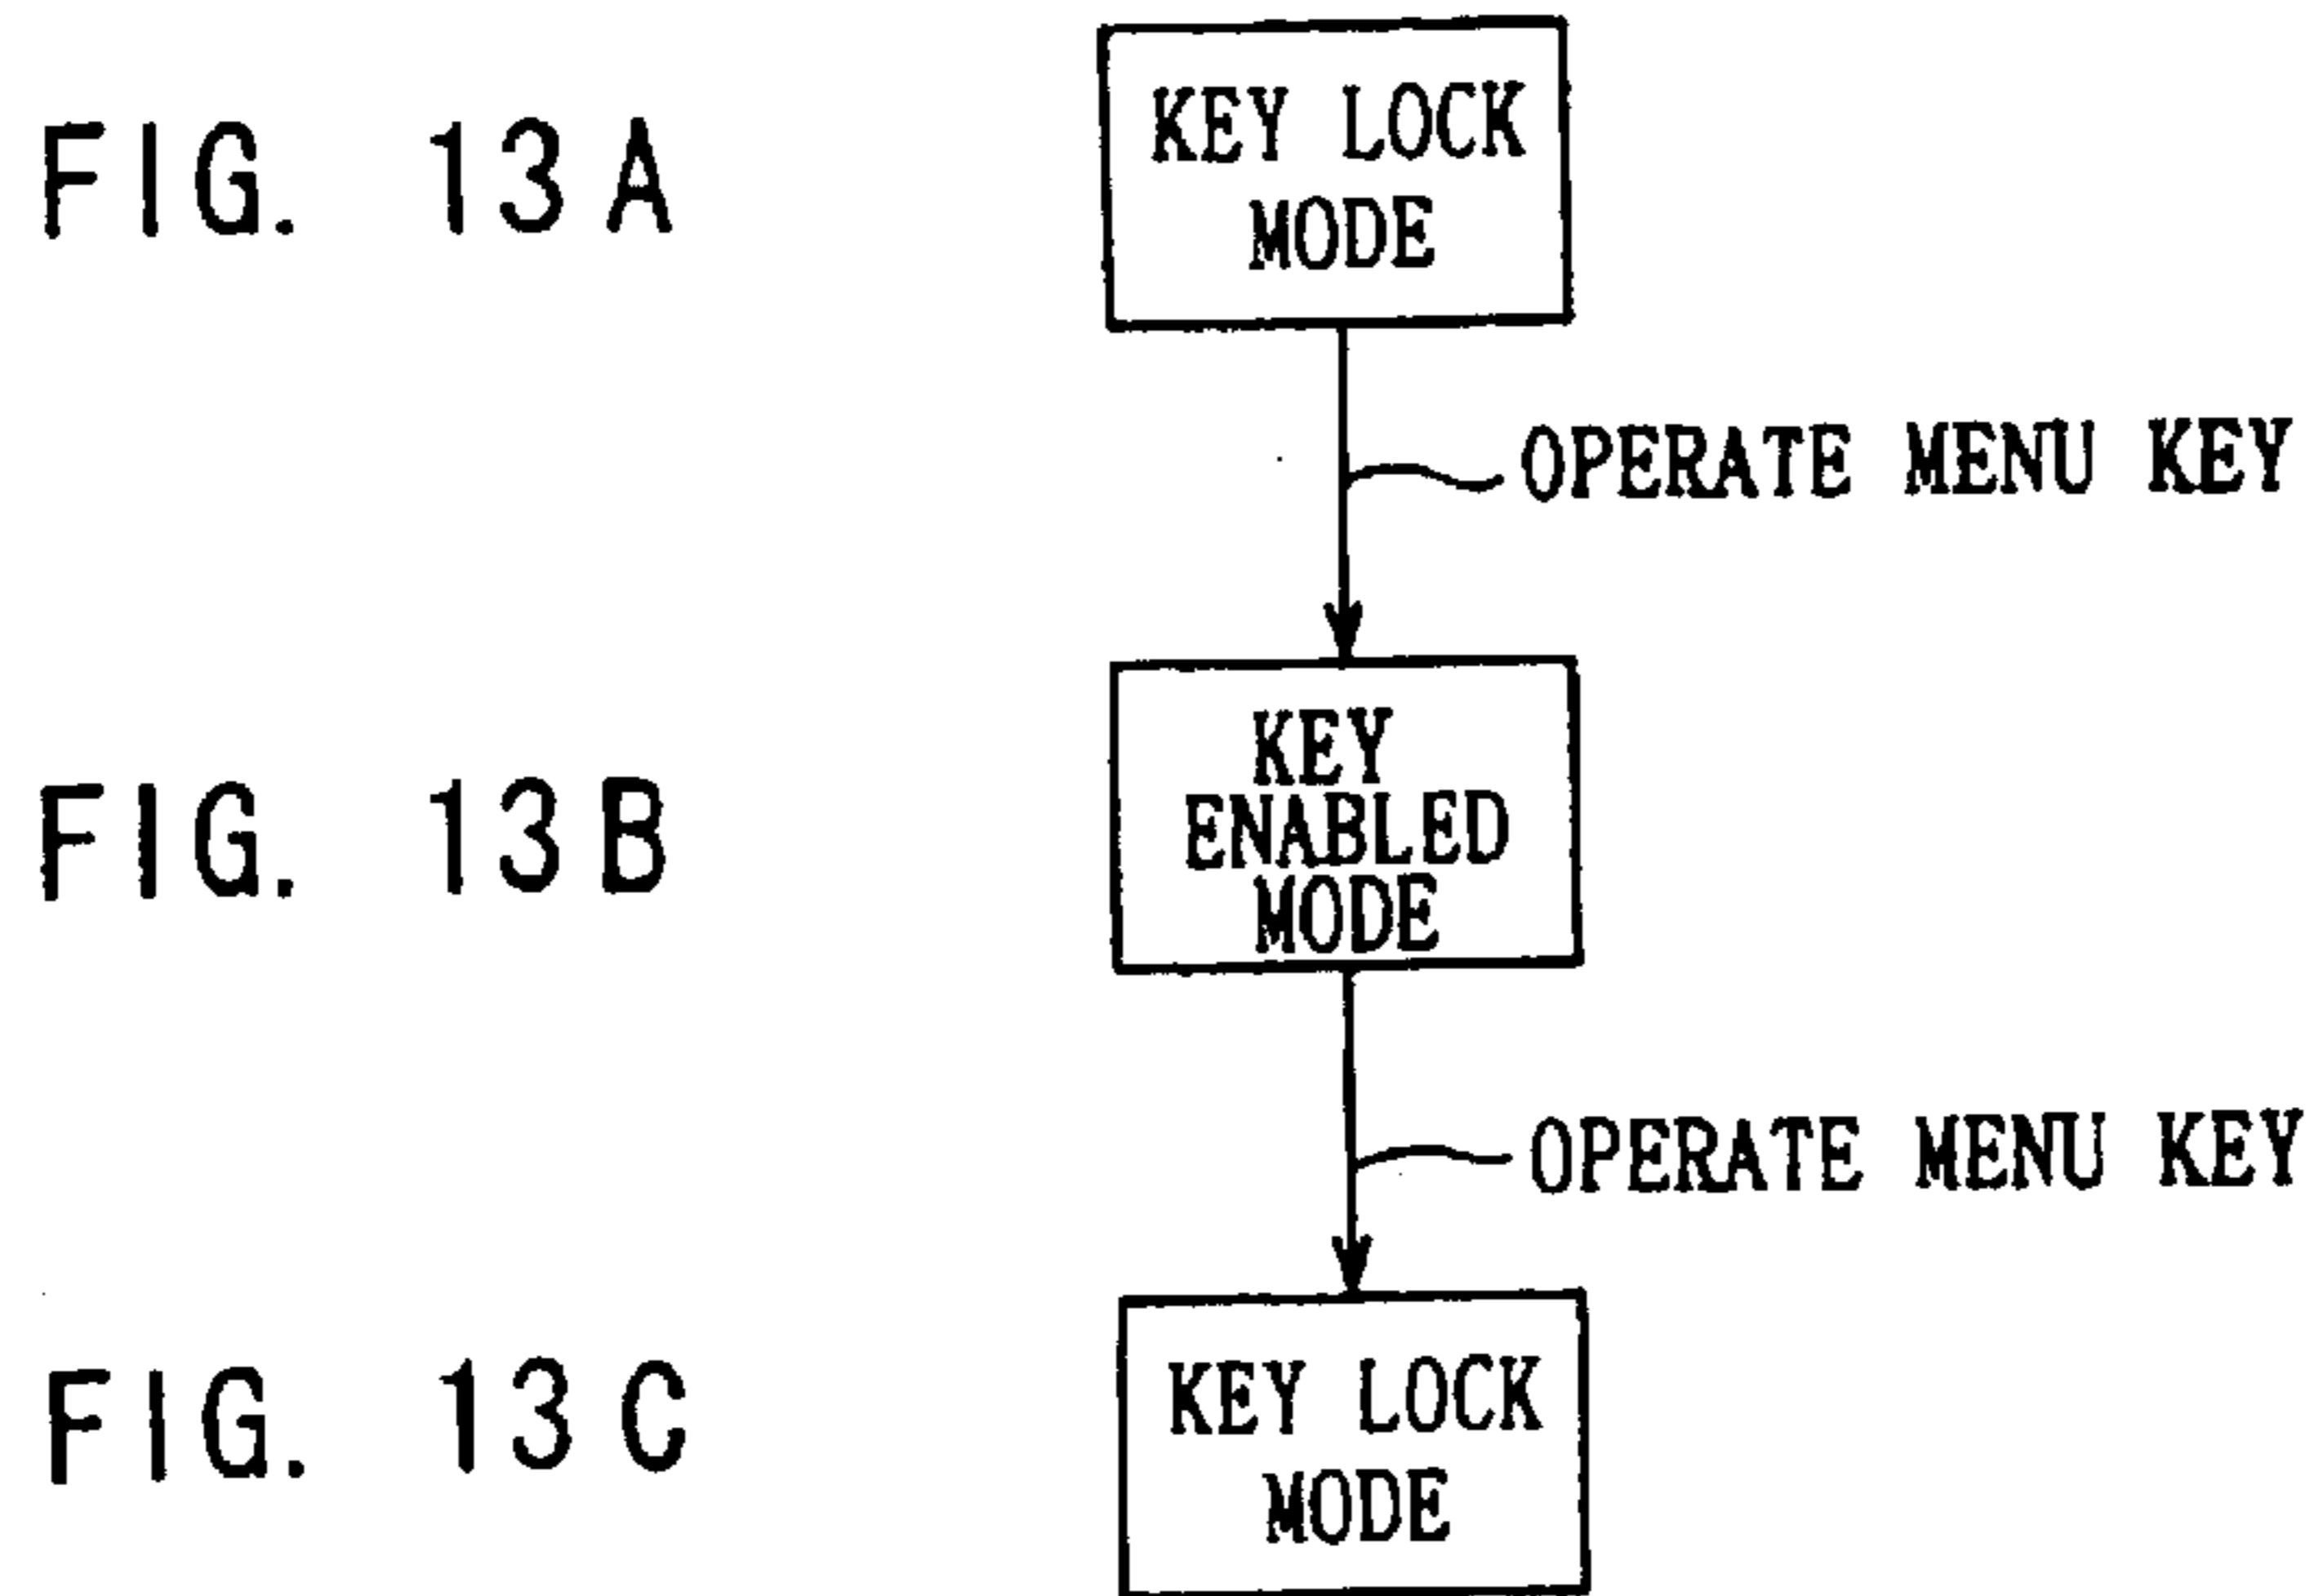 FIG. 13A
KEY LOCK
MODE
OPERATE MENU KEY
FIG. 13B
KEY
ENABLED
MODE
OPERATE MENU KEY
FIG. 13C
KEY LOCK
MODE